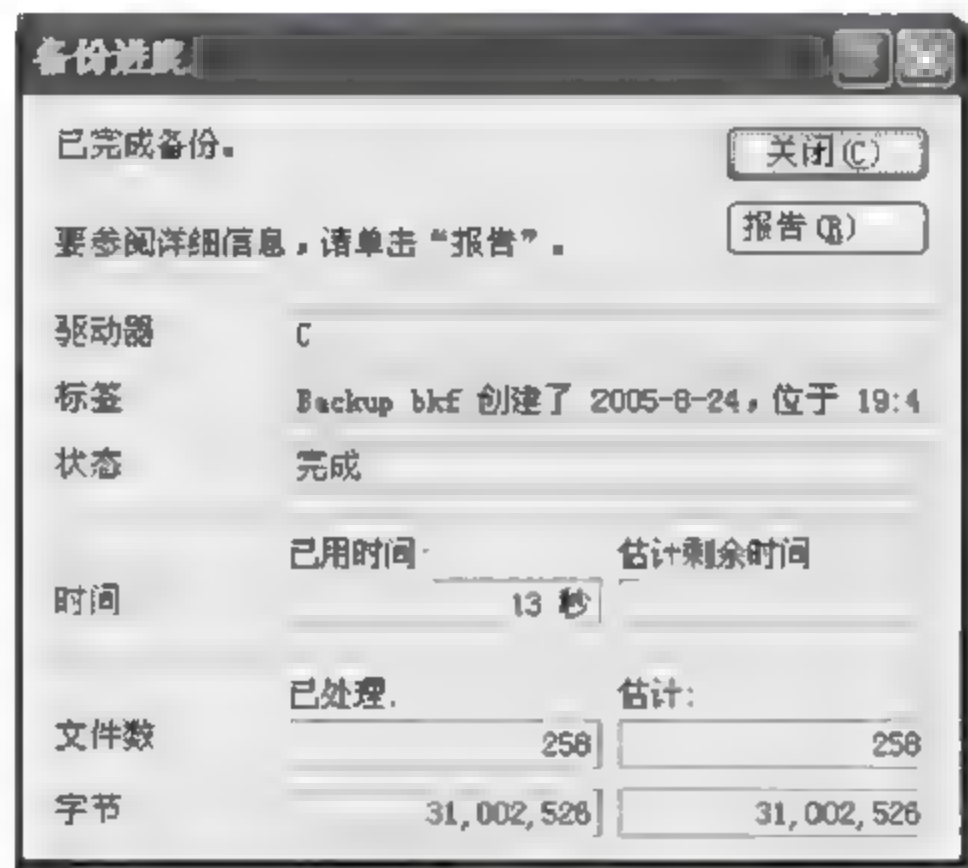 备份进度
已完成备份。
关闭(C)
要参阅详细信息，请单击“报告”。
报告(R)
驱动器 C
标签 Backup bkf 创建了 2005-8-24，位于 19:4
状态 完成
已用时间: 估计剩余时间
时间 13 秒
已处理: 估计:
文件数 258 258
字节 31,002,526 31,002,526